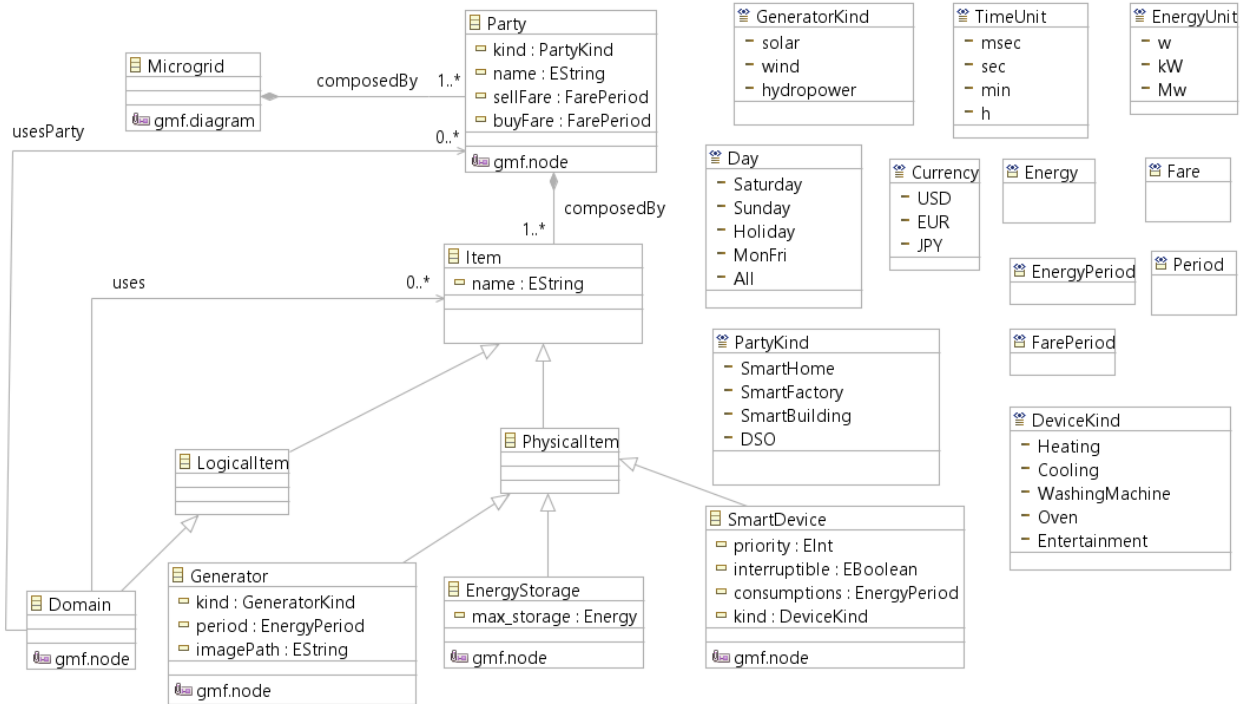 Microgrid
gmf.diagram
composedBy
1..*
Party
kind : PartyKind
name : EString
sellFare : FarePeriod
buyFare : FarePeriod
gmf.node
usesParty
0..*
composedBy
1..*
Item
name : EString
uses
0..*
LogicalItem
PhysicalItem
Domain
gmf.node
Generator
kind : GeneratorKind
period : EnergyPeriod
imagePath : EString
gmf.node
EnergyStorage
max_storage : Energy
gmf.node
SmartDevice
priority : EInt
interruptible : EBoolean
consumptions : EnergyPeriod
kind : DeviceKind
gmf.node
GeneratorKind
solar
wind
hydropower
TimeUnit
msec
sec
min
h
EnergyUnit
w
kW
Mw
Day
Saturday
Sunday
Holiday
MonFri
All
Currency
USD
EUR
JPY
Energy
Fare
EnergyPeriod
Period
PartyKind
SmartHome
SmartFactory
SmartBuilding
DSO
FarePeriod
DeviceKind
Heating
Cooling
WashingMachine
Oven
Entertainment